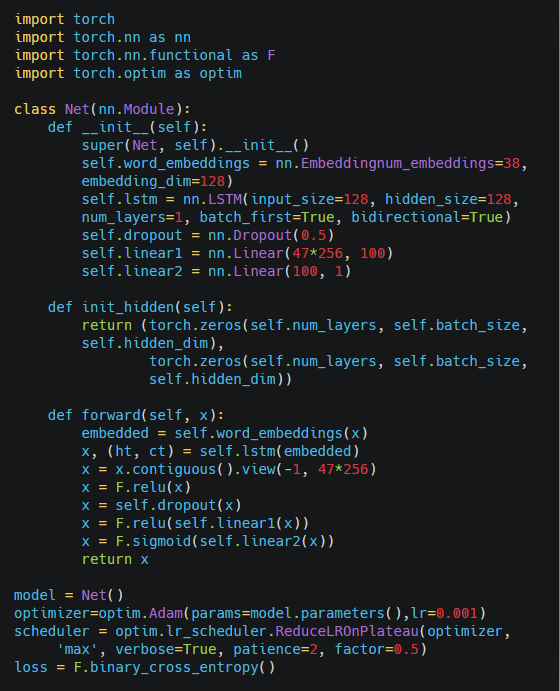 import torch
import torch.nn as nn
import torch.nn.functional as F
import torch.optim as optim

class Net(nn.Module):
    def __init__(self):
        super(Net, self).__init__()
        self.word_embeddings = nn.Embeddingnum_embeddings=38,
        embedding_dim=128)
        self.lstm = nn.LSTM(input_size=128, hidden_size=128,
        num_layers=1, batch_first=True, bidirectional=True)
        self.dropout = nn.Dropout(0.5)
        self.linear1 = nn.Linear(47*256, 100)
        self.linear2 = nn.Linear(100, 1)

    def init_hidden(self):
        return (torch.zeros(self.num_layers, self.batch_size,
        self.hidden_dim),
                torch.zeros(self.num_layers, self.batch_size,
                self.hidden_dim))

    def forward(self, x):
        embedded = self.word_embeddings(x)
        x, (ht, ct) = self.lstm(embedded)
        x = x.contiguous().view(-1, 47*256)
        x = F.relu(x)
        x = self.dropout(x)
        x = F.relu(self.linear1(x))
        x = F.sigmoid(self.linear2(x))
        return x

model = Net()
optimizer=optim.Adam(params=model.parameters(),lr=0.001)
scheduler = optim.lr_scheduler.ReduceLROnPlateau(optimizer,
     'max', verbose=True, patience=2, factor=0.5)
loss = F.binary_cross_entropy()